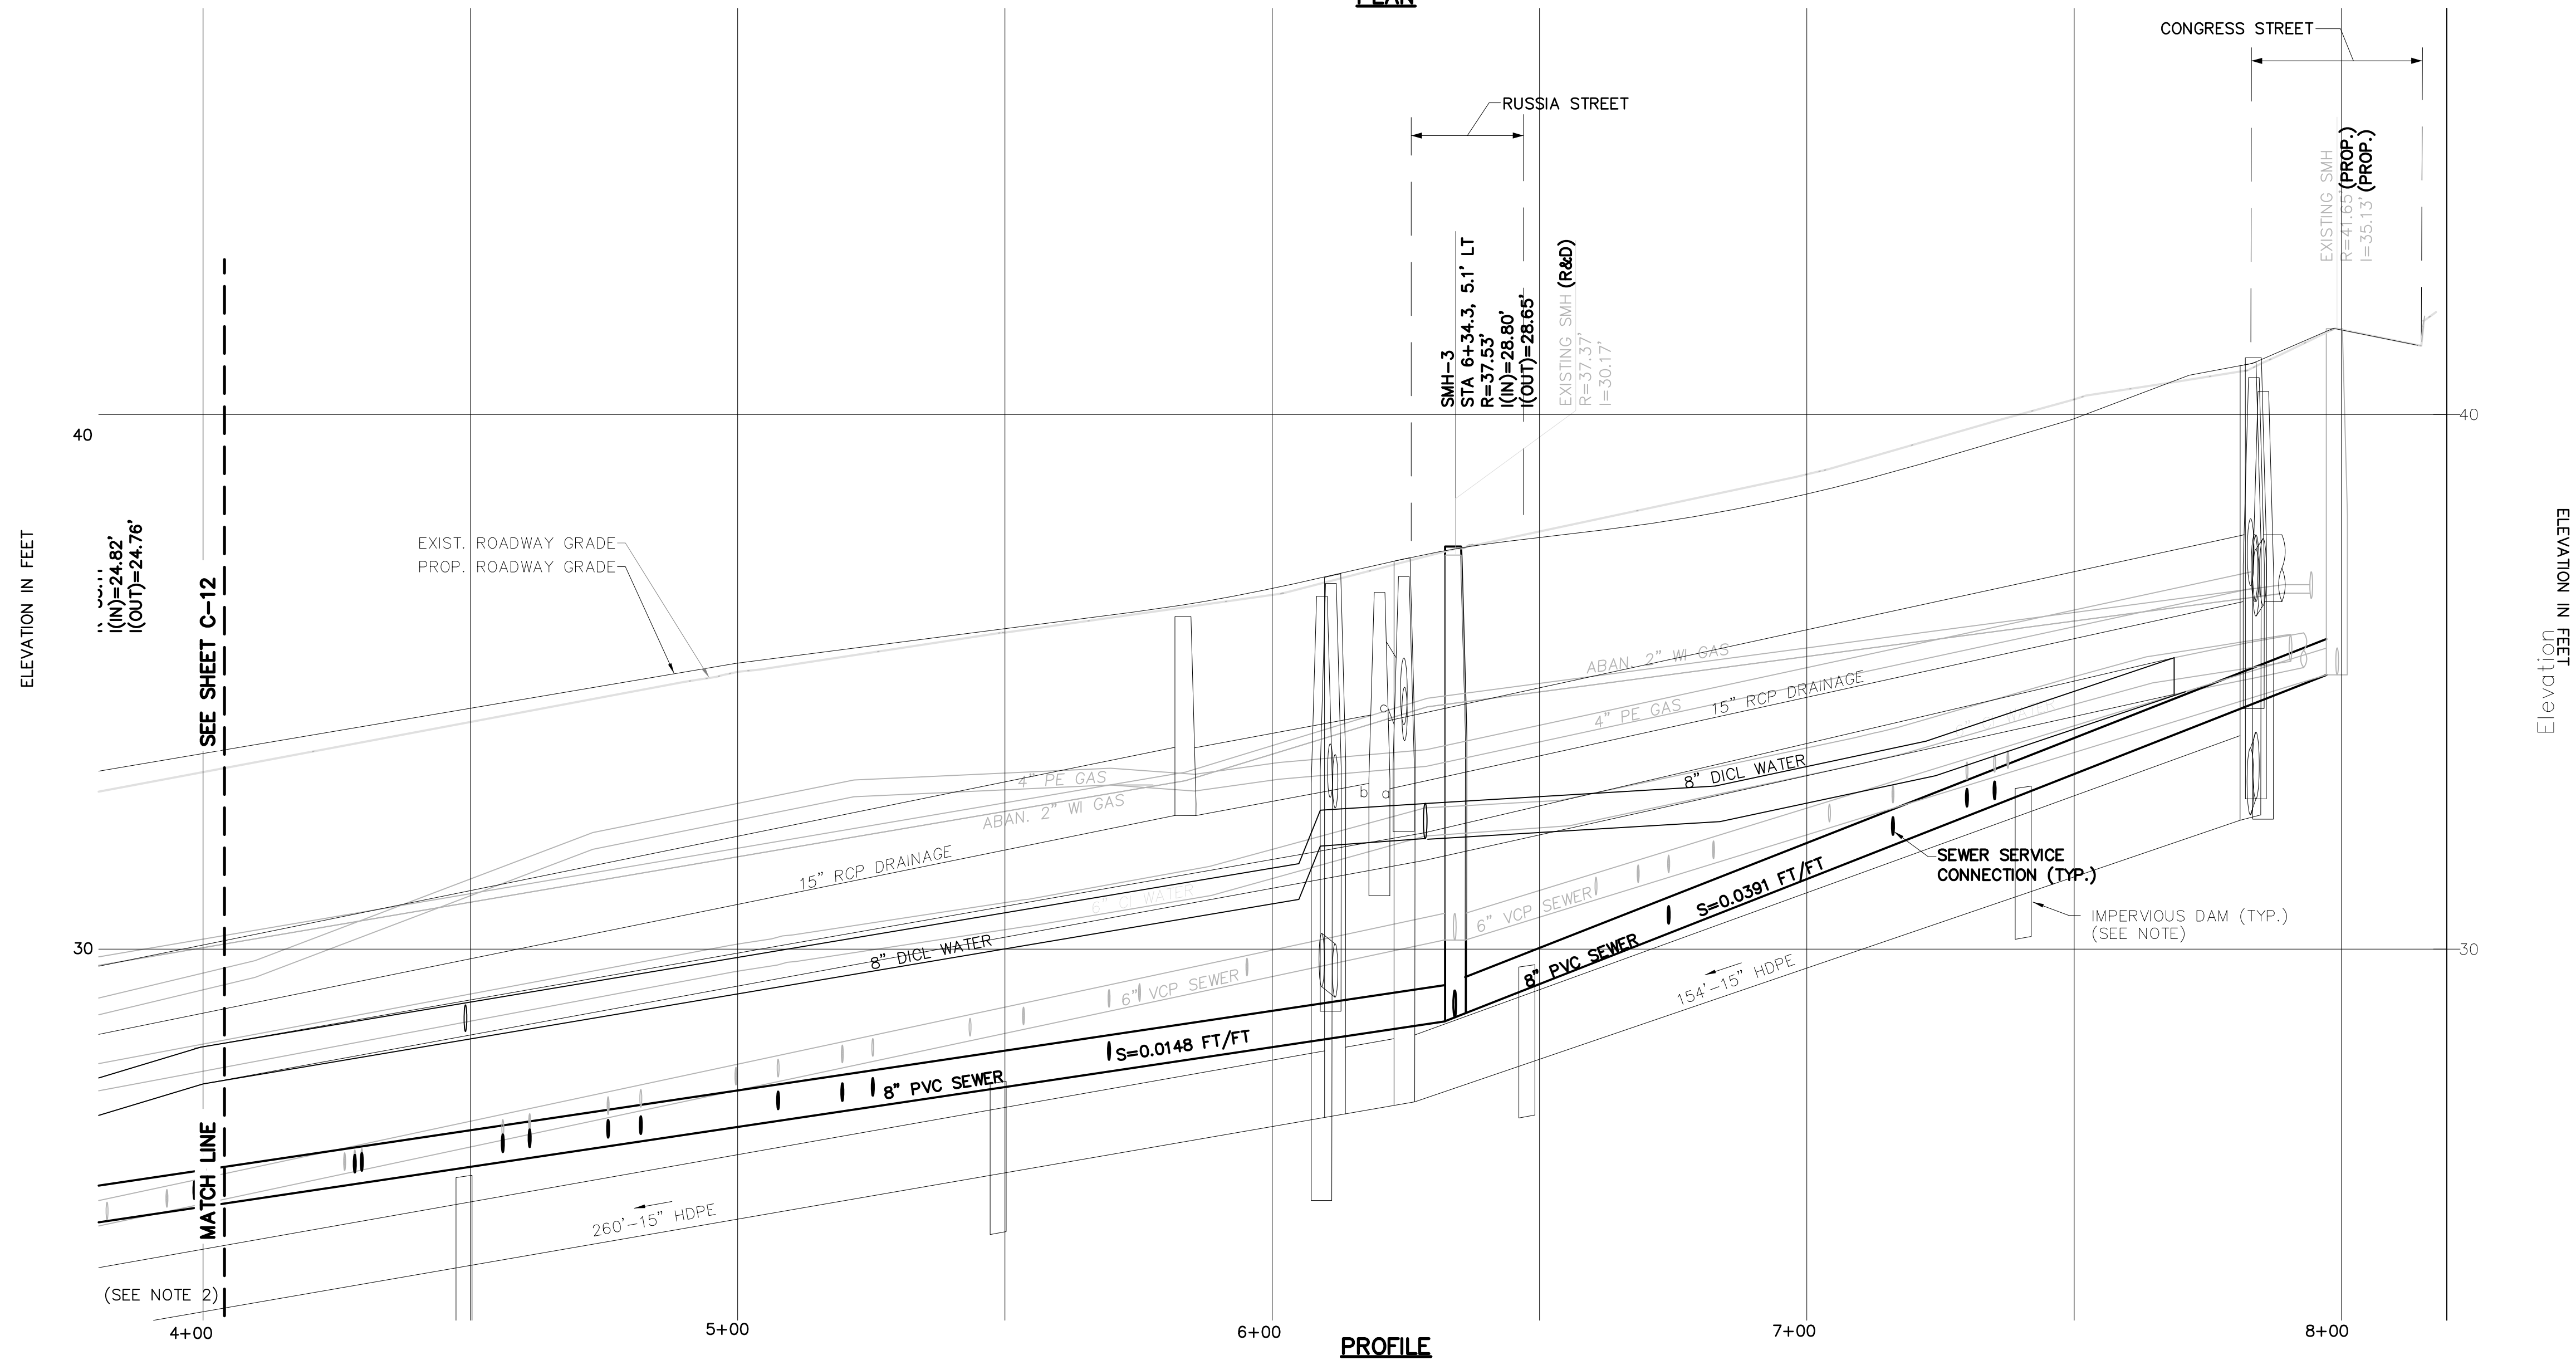 PLAN
CONGRESS STREET
RUSSIA STREET
EXISTING SMH
R=41.65' (PROP.)
I=35.13' (PROP.)
SMH-3
STA 6+34.3, 5.1' LT
R=37.53'
I(IN)=28.80'
I(OUT)=28.65'
EXISTING SMH (R&D)
R=37.37'
I=30.17'
40
40
ELEVATION IN FEET
I(IN)=24.82'
I(OUT)=24.76'
SEE SHEET C-12
MATCH LINE
EXIST. ROADWAY GRADE
PROP. ROADWAY GRADE
ELEVATION IN FEET
Elevation
ABAN. 2" WI GAS
15" RCP DRAINAGE
4" PE GAS
c
b
a
4" PE GAS
ABAN. 2" WI GAS
15" RCP DRAINAGE
8" DICL WATER
6" CI WATER
8" DICL WATER
SEWER SERVICE
CONNECTION (TYP.)
S=0.0391 FT/FT
6" VCP SEWER
8" PVC SEWER
IMPERVIOUS DAM (TYP.)
(SEE NOTE)
30
30
154'-15" HDPE
6" VCP SEWER
S=0.0148 FT/FT
8" PVC SEWER
260'-15" HDPE
(SEE NOTE 2)
4+00
5+00
6+00
7+00
8+00
PROFILE